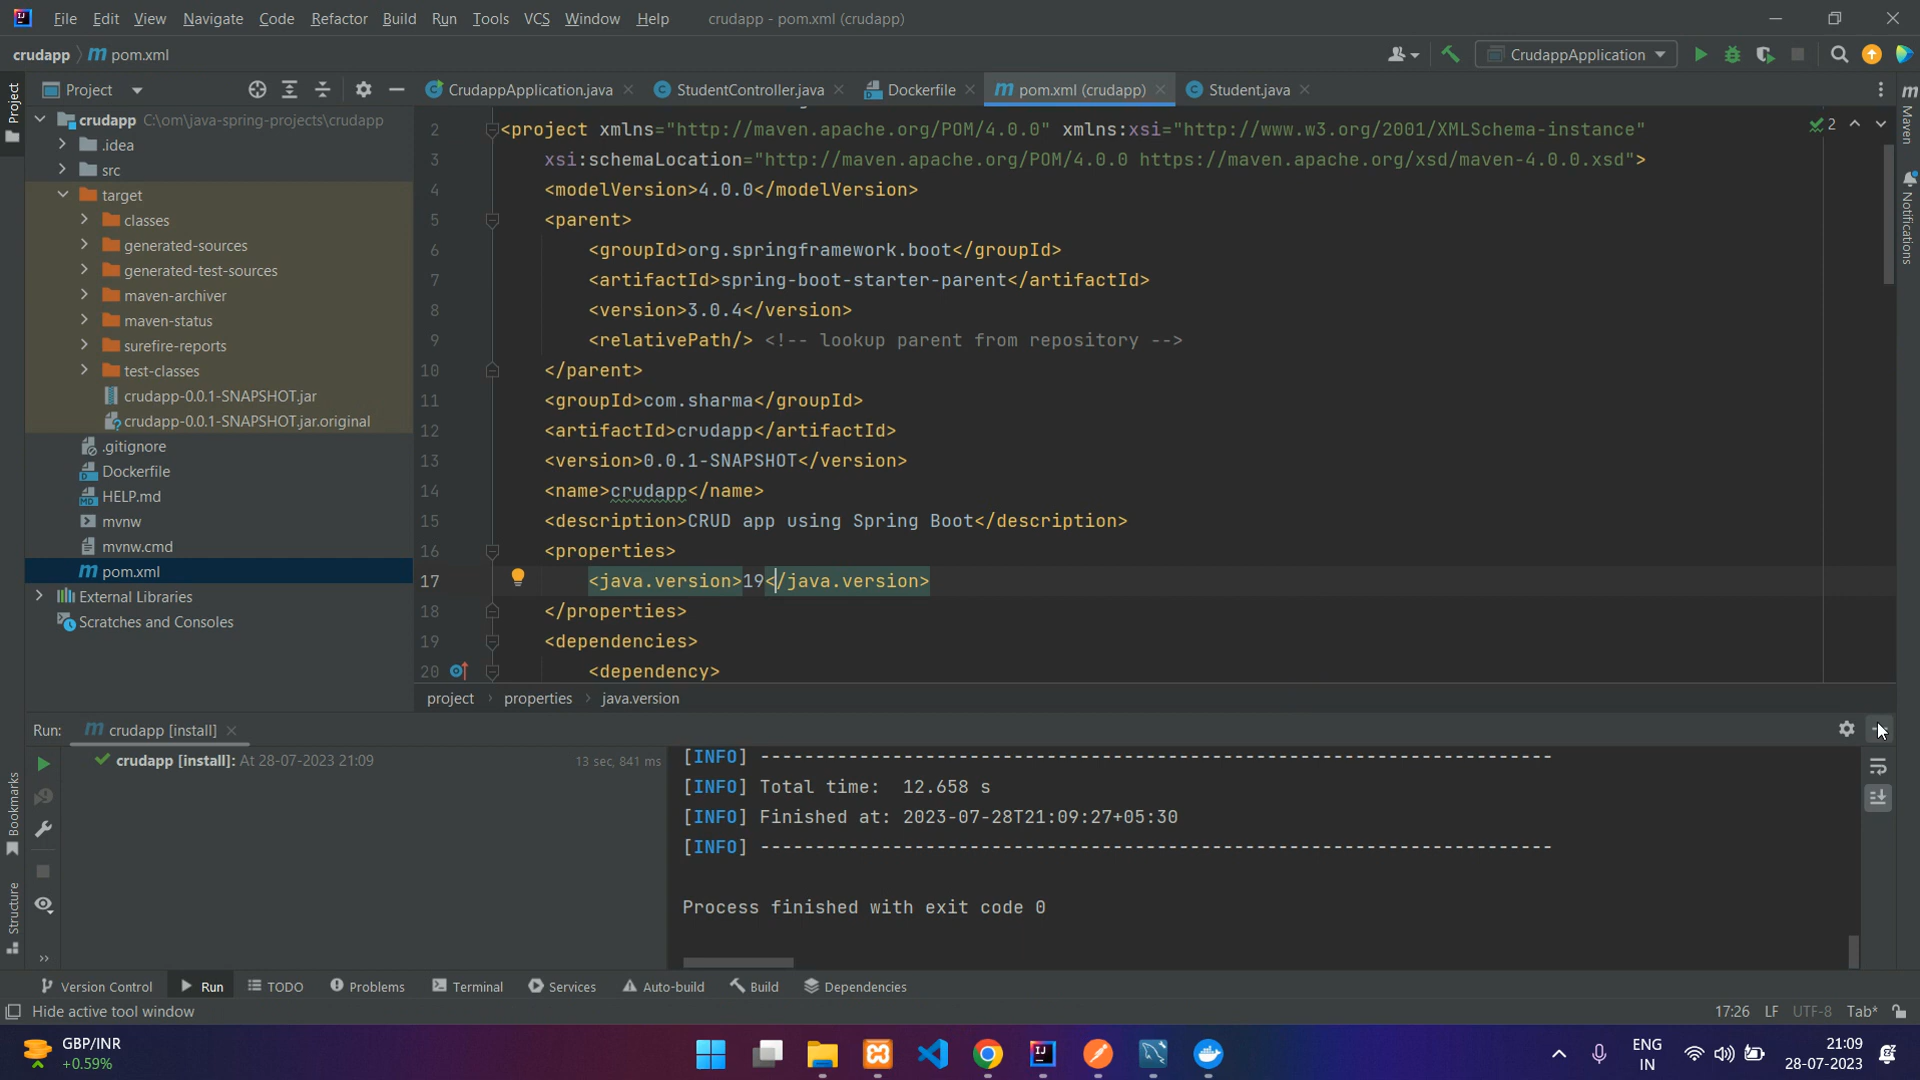 File Edit View Navigate Code Refactor Build Run Tools VCS Window Help crudapp - pom.xml (crudapp)
crudapp pom.xml CrudappApplication
Project CrudappApplication.java StudentController.java Dockerfile pom.xml (crudapp) Student.java
Project
Maven
Notifications
crudapp C:\om\java-spring-projects\crudapp
.idea
src
target
classes
generated-sources
generated-test-sources
maven-archiver
maven-status
surefire-reports
test-classes
crudapp-0.0.1-SNAPSHOT.jar
crudapp-0.0.1-SNAPSHOT.jar.original
.gitignore
Dockerfile
HELP.md
mvnw
mvnw.cmd
pom.xml
External Libraries
Scratches and Consoles
2
2 <project xmlns="http://maven.apache.org/POM/4.0.0" xmlns:xsi="http://www.w3.org/2001/XMLSchema-instance"
3 xsi:schemaLocation="http://maven.apache.org/POM/4.0.0 https://maven.apache.org/xsd/maven-4.0.0.xsd">
4 <modelVersion>4.0.0</modelVersion>
5 <parent>
6 <groupId>org.springframework.boot</groupId>
7 <artifactId>spring-boot-starter-parent</artifactId>
8 <version>3.0.4</version>
9 <relativePath/> <!-- lookup parent from repository -->
10 </parent>
11 <groupId>com.sharma</groupId>
12 <artifactId>crudapp</artifactId>
13 <version>0.0.1-SNAPSHOT</version>
14 <name>crudapp</name>
15 <description>CRUD app using Spring Boot</description>
16 <properties>
17 <java.version>19</java.version>
18 </properties>
19 <dependencies>
20 <dependency>
project properties java.version
Run: crudapp [install]
crudapp [install]: At 28-07-2023 21:09 13 sec, 841 ms
[INFO] ------------------------------------------------------------------------
[INFO] Total time:  12.658 s
[INFO] Finished at: 2023-07-28T21:09:27+05:30
[INFO] ------------------------------------------------------------------------
Process finished with exit code 0
Bookmarks
Structure
Version Control Run TODO Problems Terminal Services Auto-build Build Dependencies
Hide active tool window 17:26 LF UTF-8 Tab*
GBP/INR
+0.59%
ENG
IN
21:09
28-07-2023